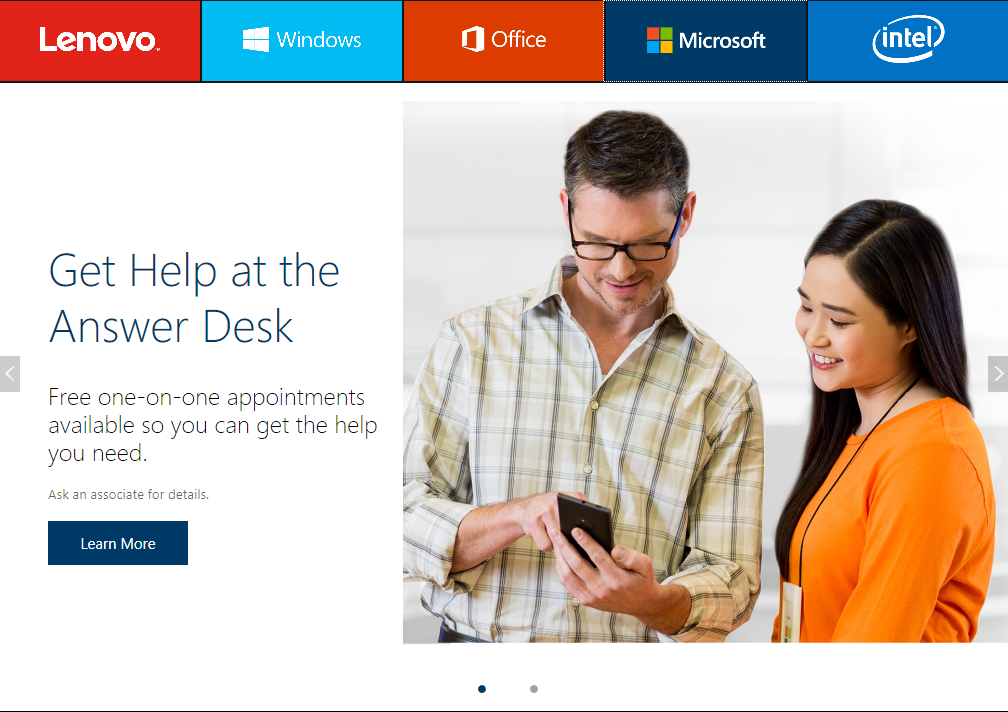 Lenovo
Windows
Office
Microsoft
intel
Get Help at the
Answer Desk
Free one-on-one appointments
available so you can get the help
you need.
Ask an associate for details.
Learn More